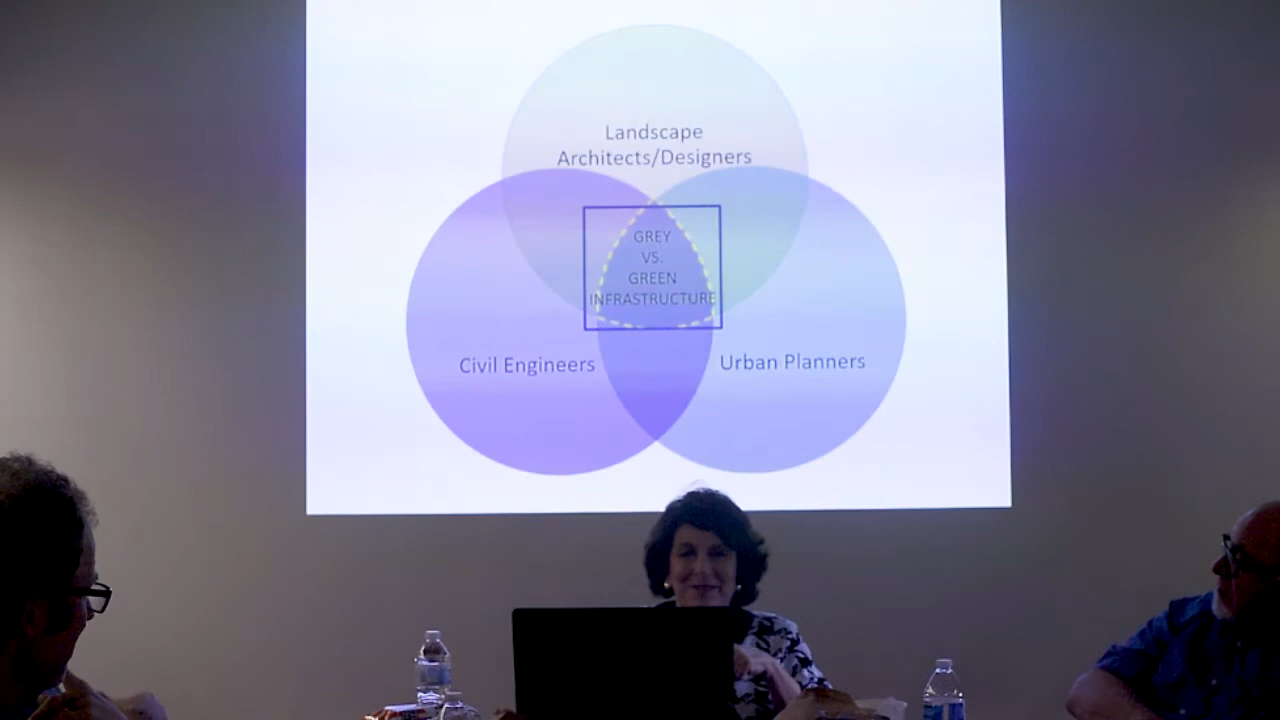 Landscape
Architects/Designers
GREY
VS.
GREEN
INFRASTRUCTURE
Civil Engineers
Urban Planners